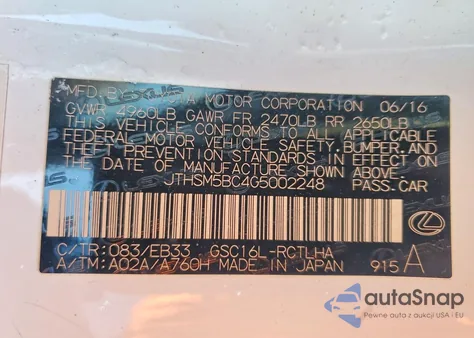 MFD. BY TOYOTA MOTOR CORPORATION 06/16
GVWR 4960LB GAWR FR 2470LB RR 2650LB
THIS VEHICLE CONFORMS TO ALL APPLICABLE
FEDERAL MOTOR VEHICLE SAFETY, BUMPER, AND
THEFT PREVENTION STANDARDS IN EFFECT ON
THE DATE OF MANUFACTURE SHOWN ABOVE.
JTHSM5BC4G5002248 PASS.CAR
C/TR: 083/EB33 GSC16L-RCTLHA
A/TM: A02A/A760H MADE IN JAPAN 915 A
autoSnap
Pewne auta z depozytem z USA i EU